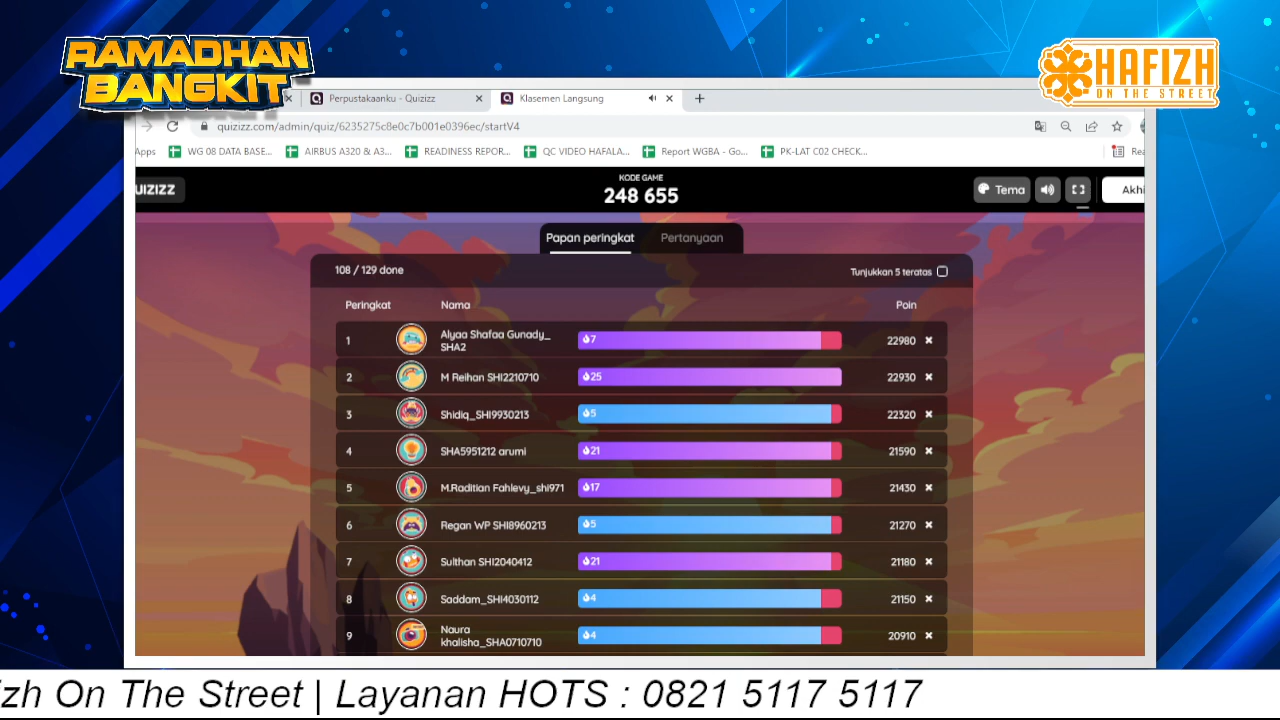 RAMADHAN
BANGKIT
HAFIZH
ON THE STREET
Perpustakaanku - Quizizz
Klasemen Langsung
quizizz.com/admin/quiz/6235275c8e0c7b001e0396ec/startV4
Apps WG 08 DATA BASE... AIRBUS A320 & A3... READINESS REPOR... QC VIDEO HAFALA... Report WGBA - Go... PK-LAT C02 CHECK... Rea
UIZIZZ
KODE GAME
248 655
Tema
Akhi
Papan peringkat Pertanyaan
108 / 129 done
Tunjukkan 5 teratas
Peringkat Nama Poin
1 Alyaa Shafaa Gunady_
SHA2 7 22980
2 M Reihan SHI2210710 25 22930
3 Shidiq_SHI9930213 5 22320
4 SHA5951212 arumi 21 21590
5 M.Raditian Fahlevy_shi971 17 21430
6 Regan WP SHI8960213 5 21270
7 Sulthan SHI2040412 21 21180
8 Saddam_SHI4030112 4 21150
9 Naura
khalisha_SHA0710710 4 20910
izh On The Street | Layanan HOTS : 0821 5117 5117